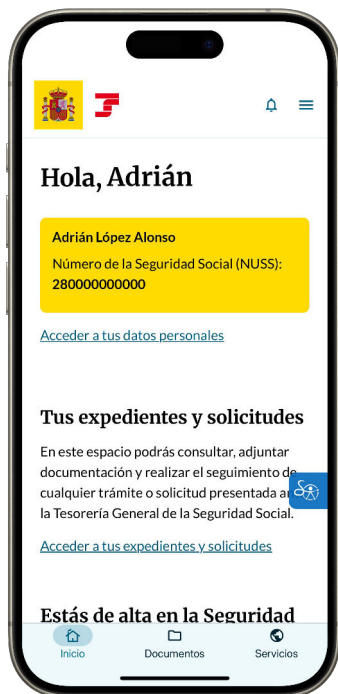 Hola, Adrián
Adrián López Alonso
Número de la Seguridad Social (NUSS):
280000000000
Acceder a tus datos personales
Tus expedientes y solicitudes
En este espacio podrás consultar, adjuntar
documentación y realizar el seguimiento de
cualquier trámite o solicitud presentada
la Tesorería General de la Seguridad Social.
Acceder a tus expedientes y solicitudes
Estás de alta en la Seguridad
Inicio
Documentos
Servicios